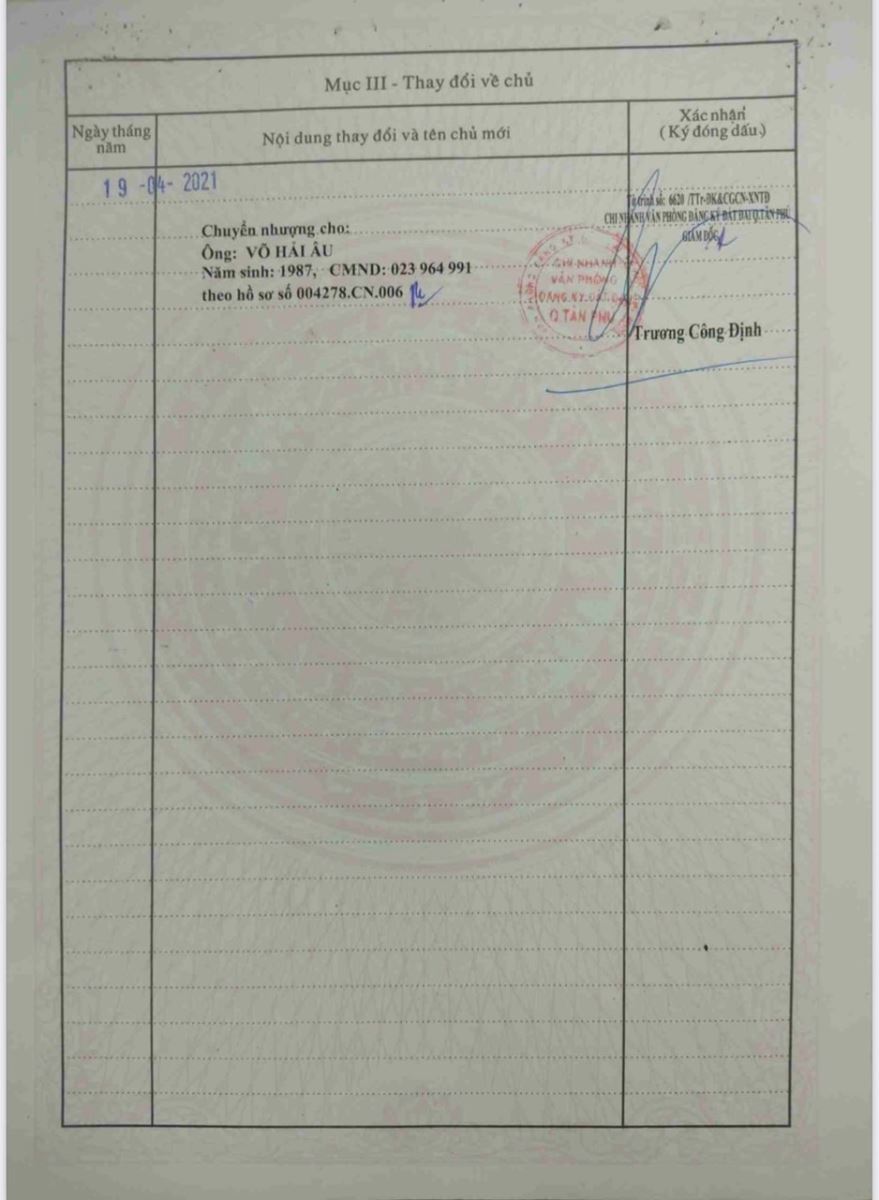 Mục III - Thay đổi về chủ
Ngày tháng năm
Nội dung thay đổi và tên chủ mới
Xác nhận
( Ký đóng dấu.)
19 -04- 2021
Tờ trình số: 6620 /TTr-ĐK&CGCN-XNTĐ
CHI NHÁNH VĂN PHÒNG ĐĂNG KÝ ĐẤT ĐAI Q.TÂN PHÚ
GIÁM ĐỐC
Chuyển nhượng cho:
Ông: VÕ HẢI ÂU
Năm sinh: 1987, CMND: 023 964 991
theo hồ sơ số 004278.CN.006
CHI NHÁNH
VĂN PHÒNG
ĐĂNG KÝ ĐẤT ĐAI
Q.TÂN PHÚ
Trương Công Định